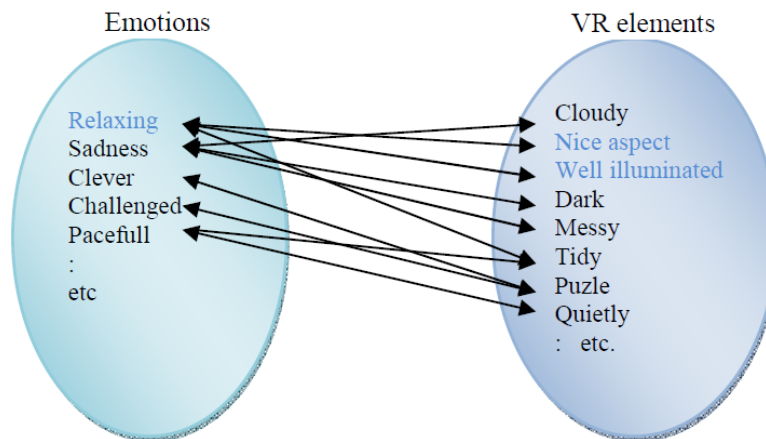 Emotions
VR elements
Relaxing
Sadness
Clever
Challenged
Pacefull
:
etc
Cloudy
Nice aspect
Well illuminated
Dark
Messy
Tidy
Puzle
Quietly
: etc.